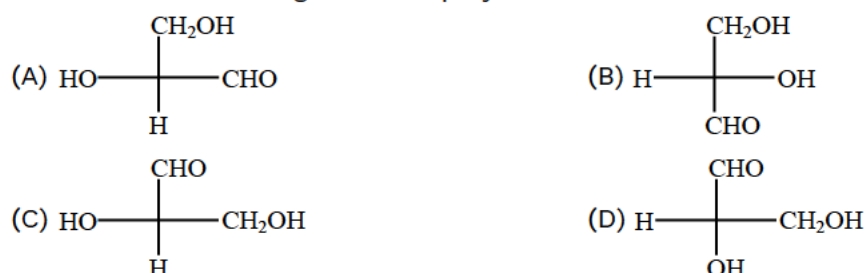 CH₂OH CH₂OH
(A) HO CHO (B) H OH
H CHO
CHO CHO
(C) HO CH₂OH (D) H CH₂OH
H OH